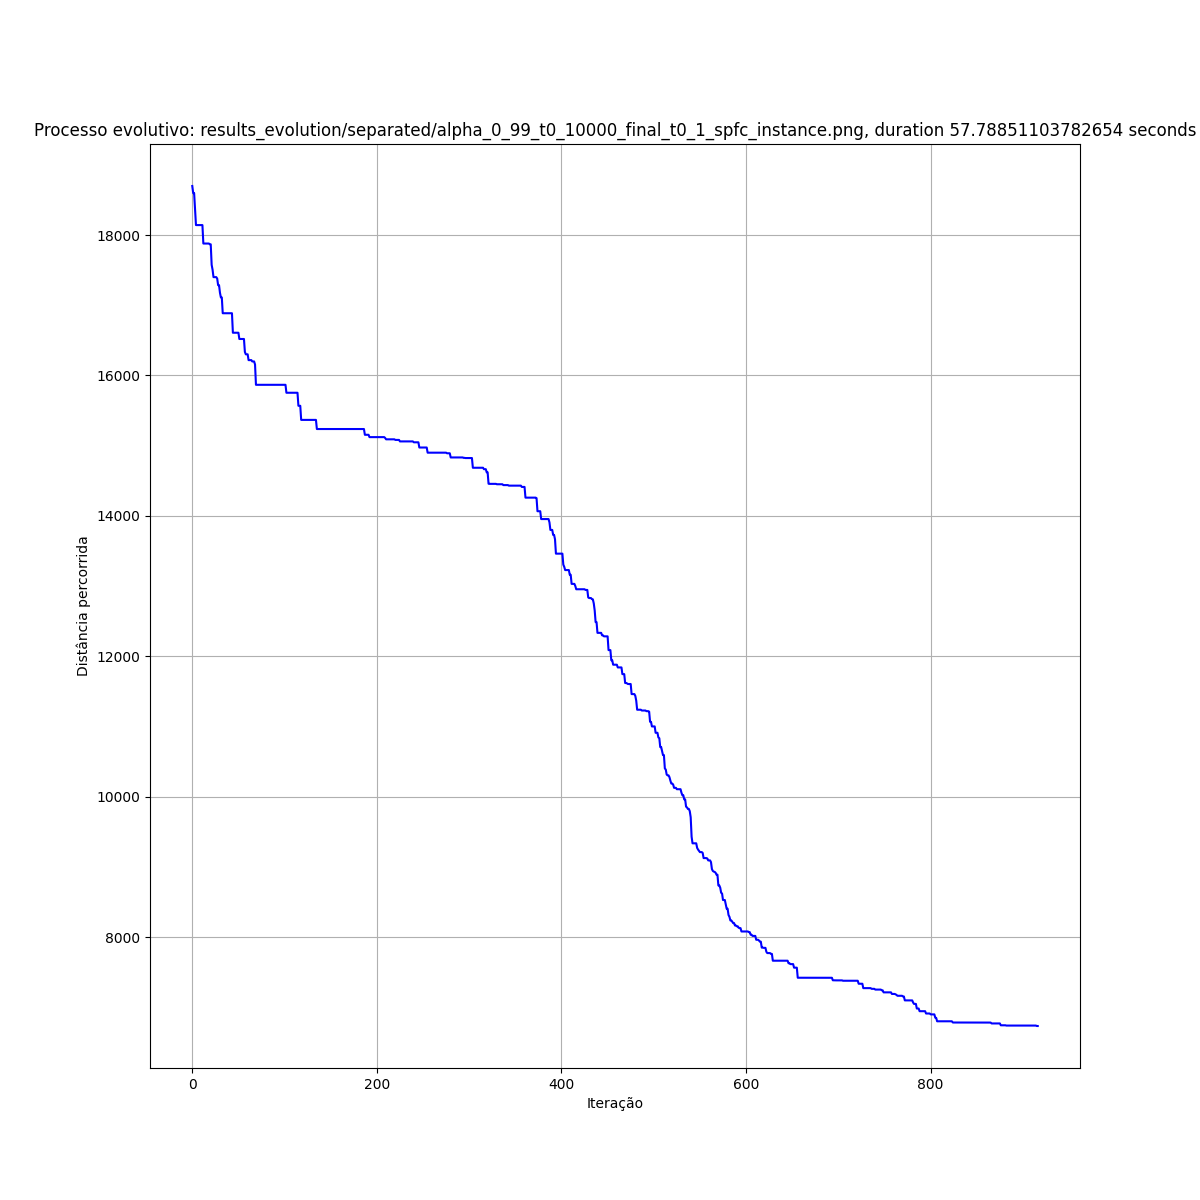 Processo evolutivo: results_evolution/separated/alpha_0_99_t0_10000_final_t0_1_spfc_instance.png, duration 57.78851103782654 seconds
18000
16000
14000
12000
10000
8000
Distância percorrida
0 200 400 600 800
Iteração